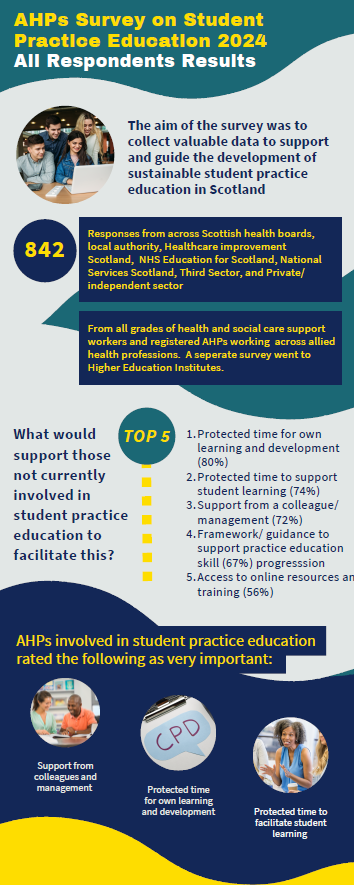 AHPs Survey on Student
Practice Education 2024
All Respondents Results
The aim of the survey was to
collect valuable data to support
and guide the development of
sustainable student practice
education in Scotland
842
Responses from across Scottish health boards,
local authority, Healthcare improvement
Scotland, NHS Education for Scotland, National
Services Scotland, Third Sector, and Private/
independent sector
From all grades of health and social care support
workers and registered AHPs working across allied
health professions. A seperate survey went to
Higher Education Institutes.
What would
support those
not currently
involved in
student practice
education to
facilitate this?
TOP 5
1. Protected time for own
learning and development
(80%)
2. Protected time to support
student learning (74%)
3. Support from a colleague/
management (72%)
4. Framework/ guidance to
support practice education
skill (67%) progresssion
5. Access to online resources an
training (56%)
AHPs involved in student practice education
rated the following as very important:
CPD
Support from
colleagues and
management
Protected time
for own learning
and development
Protected time to
facilitate student
learning